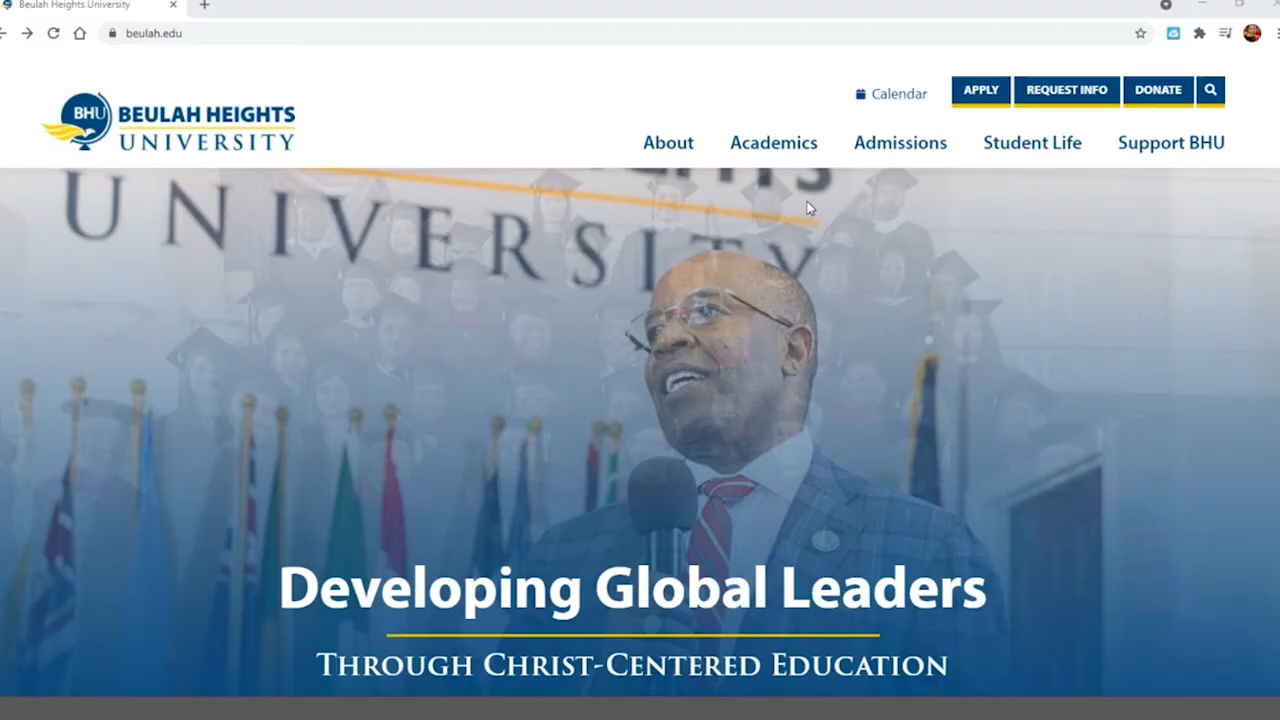 Beulah Heights University
beulah.edu
Calendar
APPLY
REQUEST INFO
DONATE
BHU
BEULAH HEIGHTS
UNIVERSITY
About
Academics
Admissions
Student Life
Support BHU
UNIVERSITY
Developing Global Leaders
THROUGH CHRIST-CENTERED EDUCATION